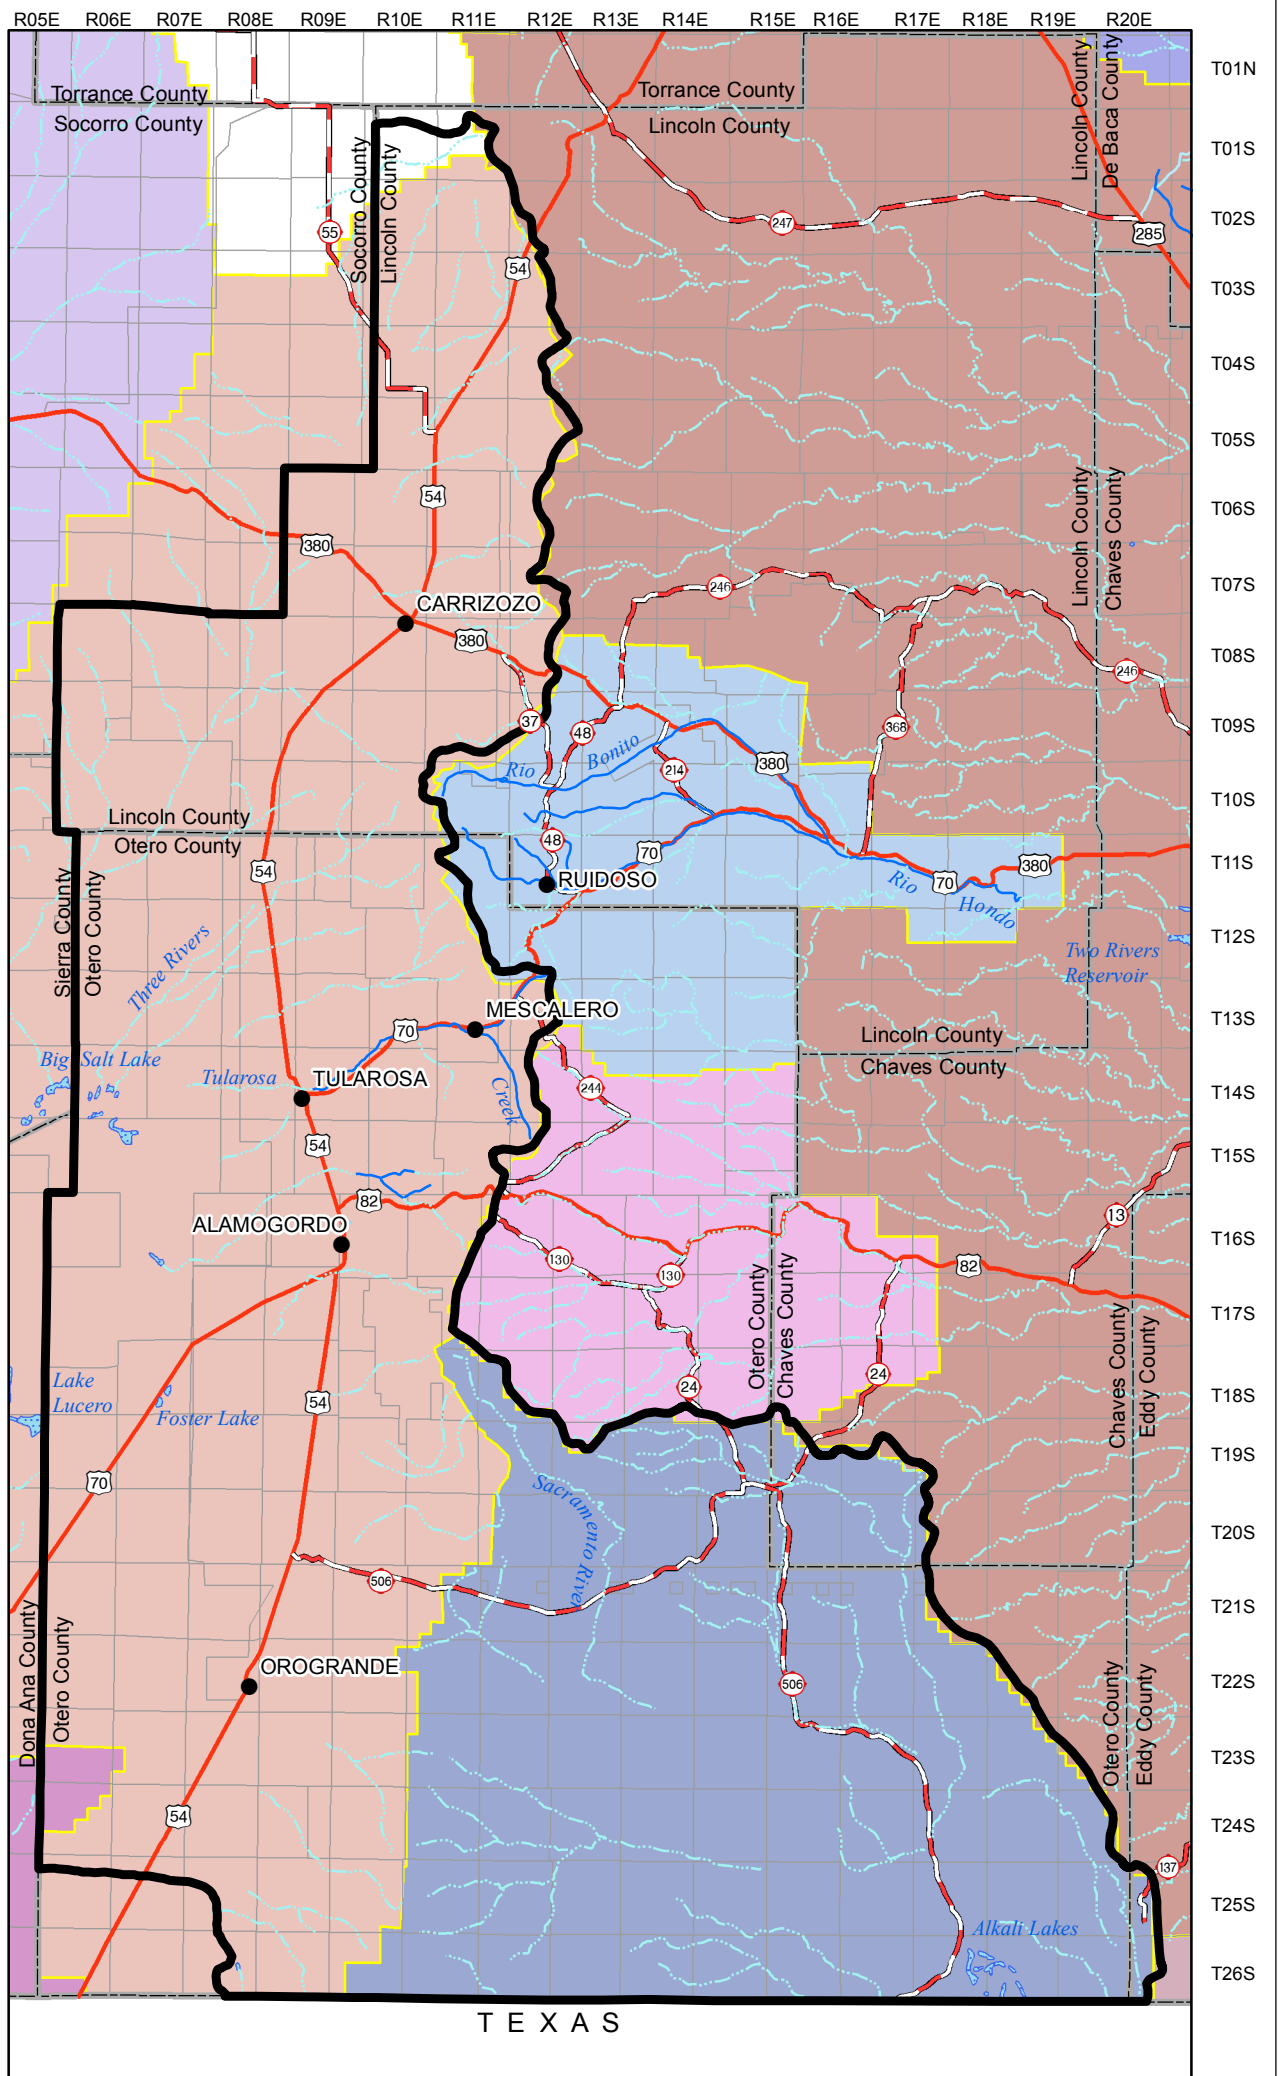 R05E R06E R07E R08E R09E R10E R11E R12E R13E R14E R15E R16E R17E R18E R19E R20E
T01N
Torrance County
Socorro County
Torrance County
Lincoln County
Lincoln County
De Baca County
T01S
Socorro County
Lincoln County
T02S
55
247
285
54
T03S
T04S
T05S
54
T06S
380
Lincoln County
Chaves County
T07S
246
CARRIZOZO
380
T08S
246
37
48
368
T09S
Rio Bonito
214
380
T10S
Lincoln County
Otero County
48
70
T11S
54
380
RUIDOSO
70
Rio Hondo
Sierra County
Otero County
Three Rivers
T12S
Two Rivers
Reservoir
MESCALERO
70
T13S
Lincoln County
Chaves County
Big Salt Lake
Tularosa
TULAROSA
Creek
244
T14S
54
T15S
82
13
ALAMOGORDO
T16S
130
130
82
Otero County
Chaves County
T17S
Chaves County
Eddy County
Lake
Lucero
Foster Lake
54
24
24
T18S
T19S
70
Sacramento River
T20S
506
T21S
Dona Ana County
Otero County
OROGRANDE
506
T22S
Otero County
Eddy County
T23S
54
T24S
137
T25S
Alkali Lakes
T26S
TEXAS